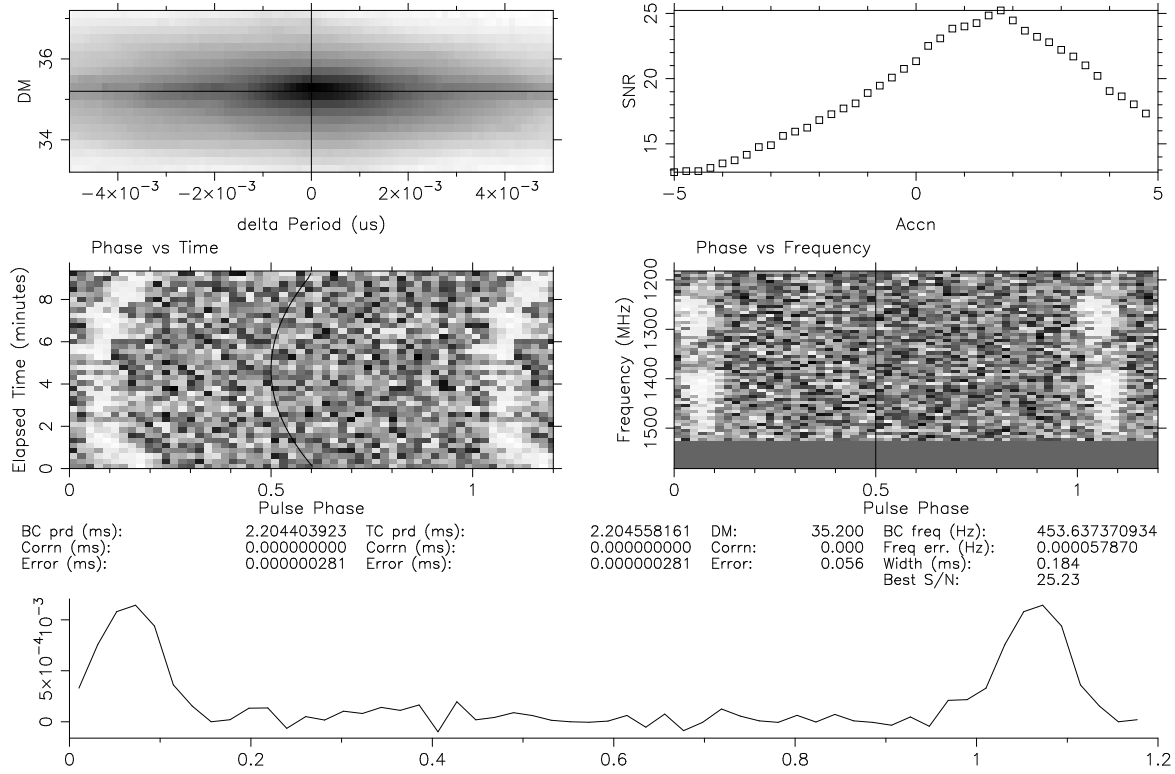 DM
36
34
−4×10−3 −2×10−3 0 2×10−3 4×10−3
delta Period (us)
SNR
25
20
15
−5 0 5
Accn
Phase vs Time
Elapsed Time (minutes)
8
6
4
2
0
0 0.5 1
Pulse Phase
Phase vs Frequency
Frequency (MHz)
1200
1300
1400
1500
0 0.5 1
Pulse Phase
BC prd (ms): 2.204403923 TC prd (ms): 2.204558161 DM: 35.200 BC freq (Hz): 453.637370934
Corrn (ms): 0.000000000 Corrn (ms): 0.000000000 Corrn: 0.000 Freq err. (Hz): 0.000057870
Error (ms): 0.000000281 Error (ms): 0.000000281 Error: 0.056 Width (ms): 0.184
Best S/N: 25.23
10−3
5×10−4
0
0 0.2 0.4 0.6 0.8 1 1.2